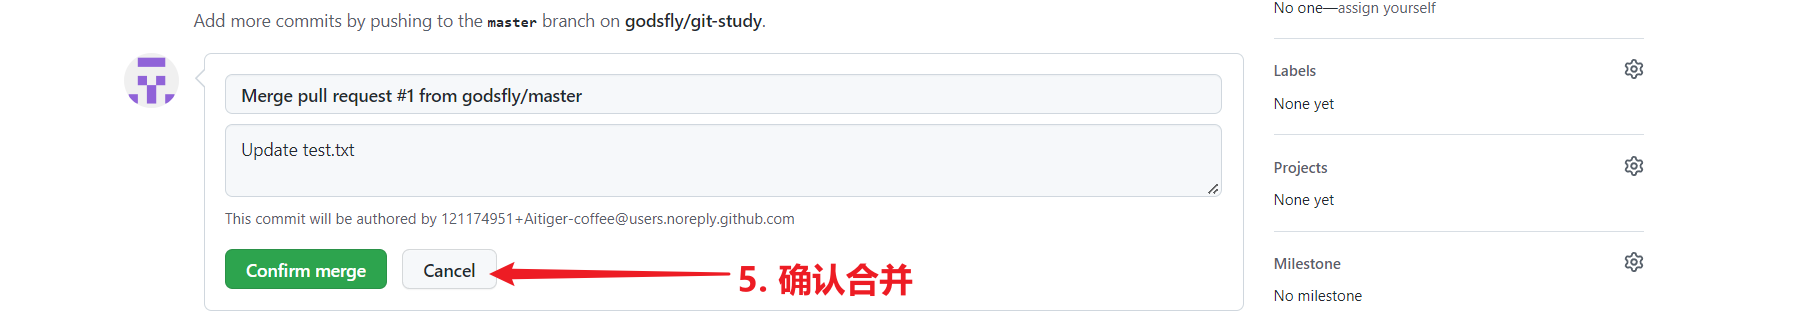 Add more commits by pushing to the master branch on godsfly/git-study.
Merge pull request #1 from godsfly/master
Update test.txt
This commit will be authored by 121174951+Aitiger-coffee@users.noreply.github.com
Confirm merge
Cancel
5. 确认合并
No one—assign yourself
Labels
None yet
Projects
None yet
Milestone
No milestone